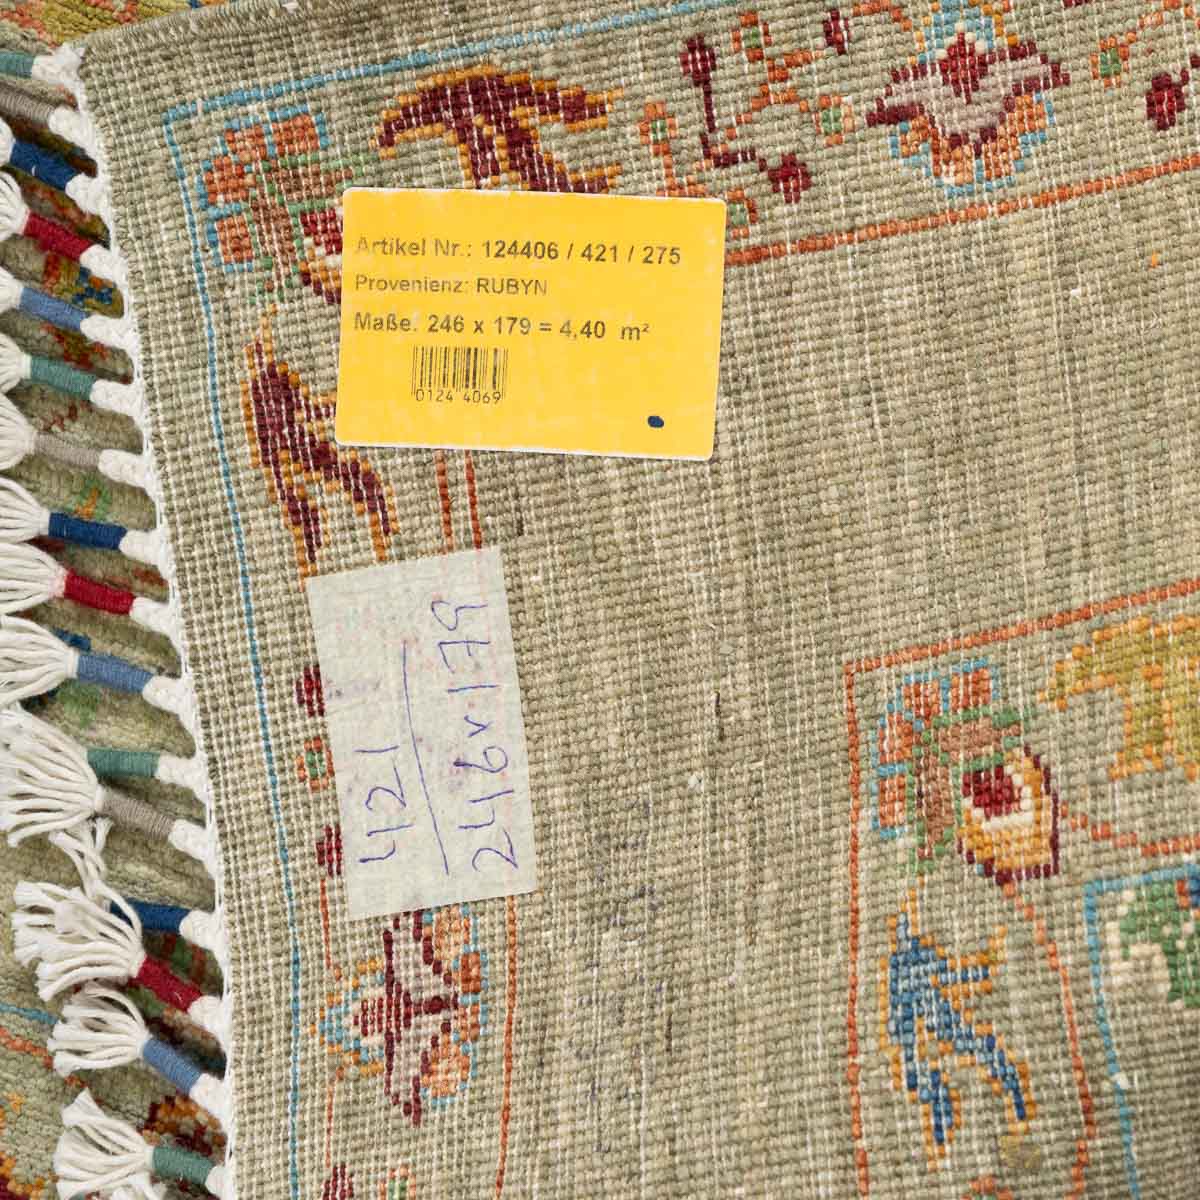 Artikel Nr.: 124406 / 421 / 275
Provenienz: RUBYN
Maße: 246 x 179 = 4,40 m²
0124 4069
421
246x179